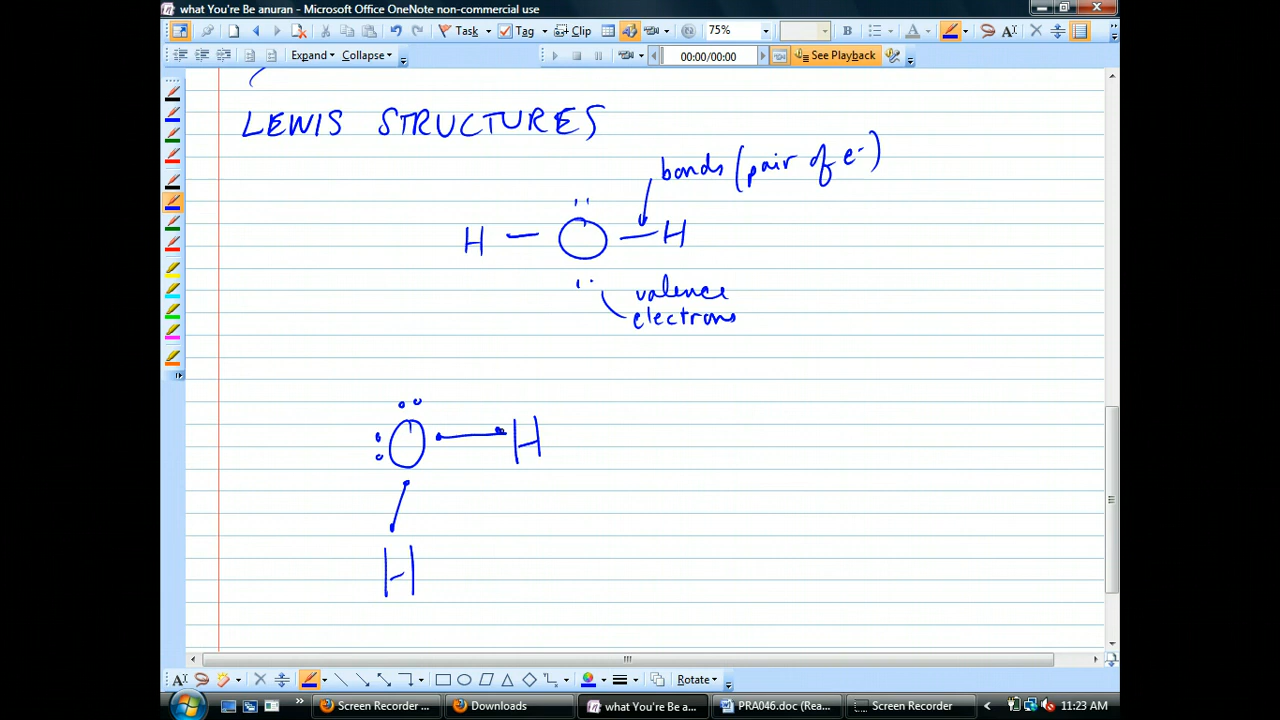 what You're Be anuran - Microsoft Office OneNote non-commercial use
Task Tag Clip 75% B A
Expand Collapse 00:00/00:00 See Playback
LEWIS STRUCTURES
bonds (pair of e-)
H — O — H
valence
electrons
O H
H
Rotate
Screen Recorder ... Downloads what You're Be a... PRA046.doc (Rea... Screen Recorder 11:23 AM